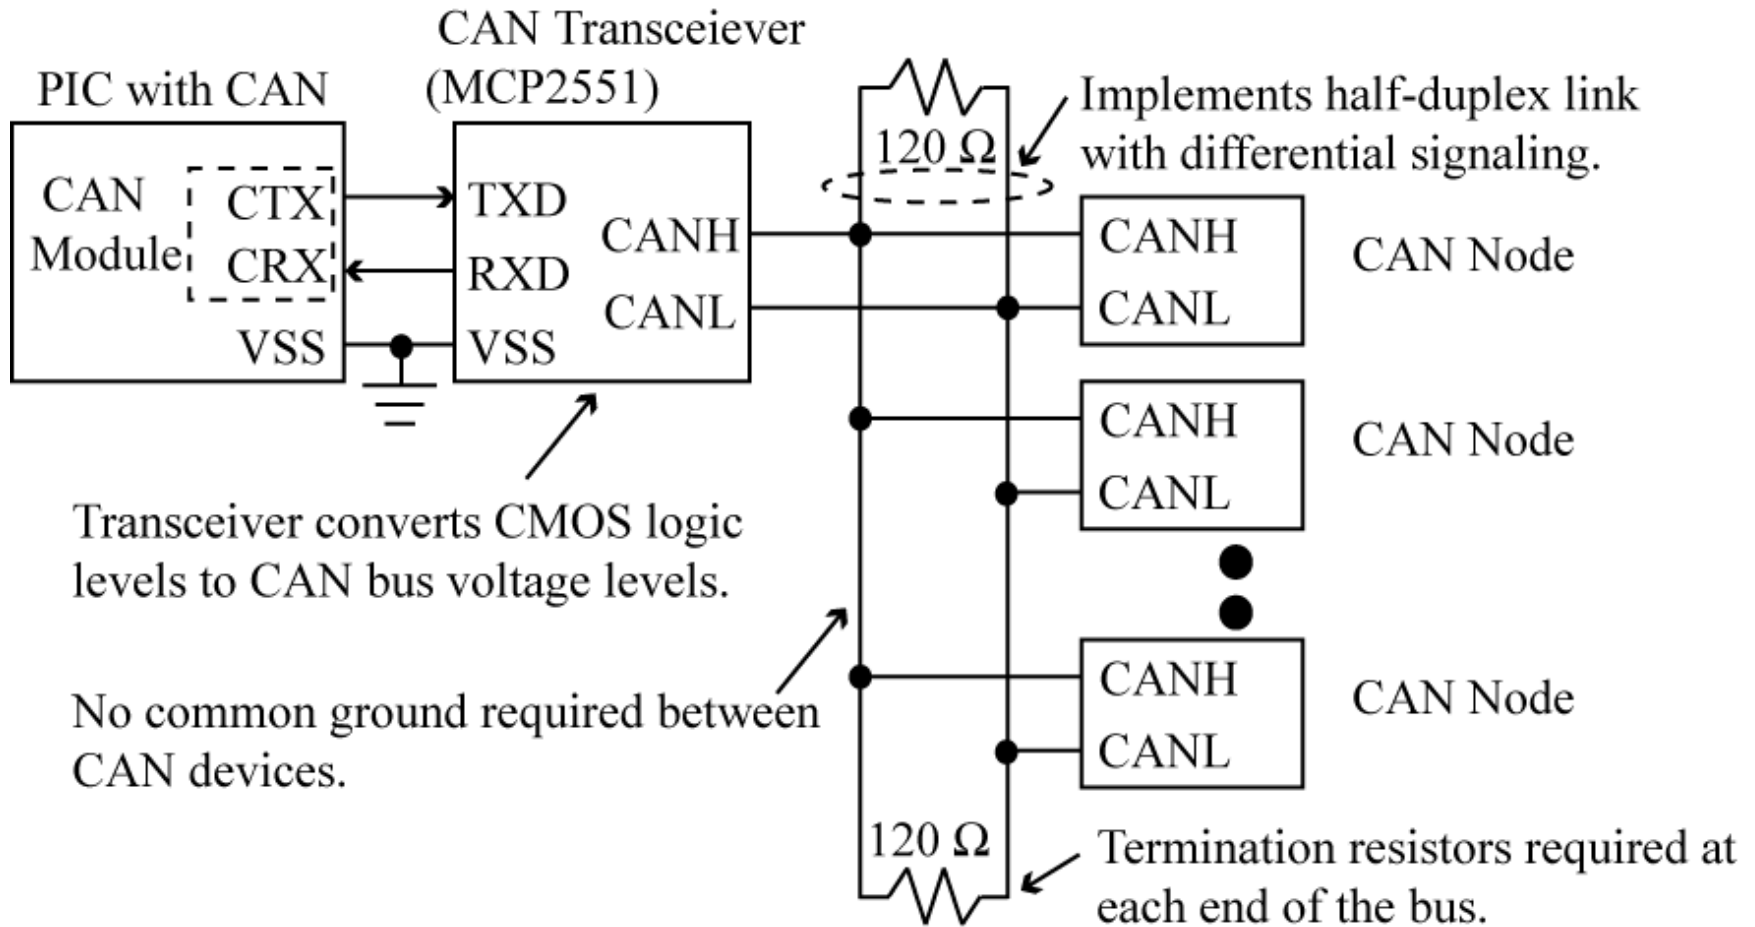 CAN Transceiever
(MCP2551)
PIC with CAN
CAN
Module
CTX
CRX
VSS
TXD
RXD
VSS
CANH
CANL
120 Ω
Implements half-duplex link
with differential signaling.
CANH
CANL
CAN Node
CANH
CANL
CAN Node
Transceiver converts CMOS logic
levels to CAN bus voltage levels.
No common ground required between
CAN devices.
CANH
CANL
CAN Node
120 Ω
Termination resistors required at
each end of the bus.